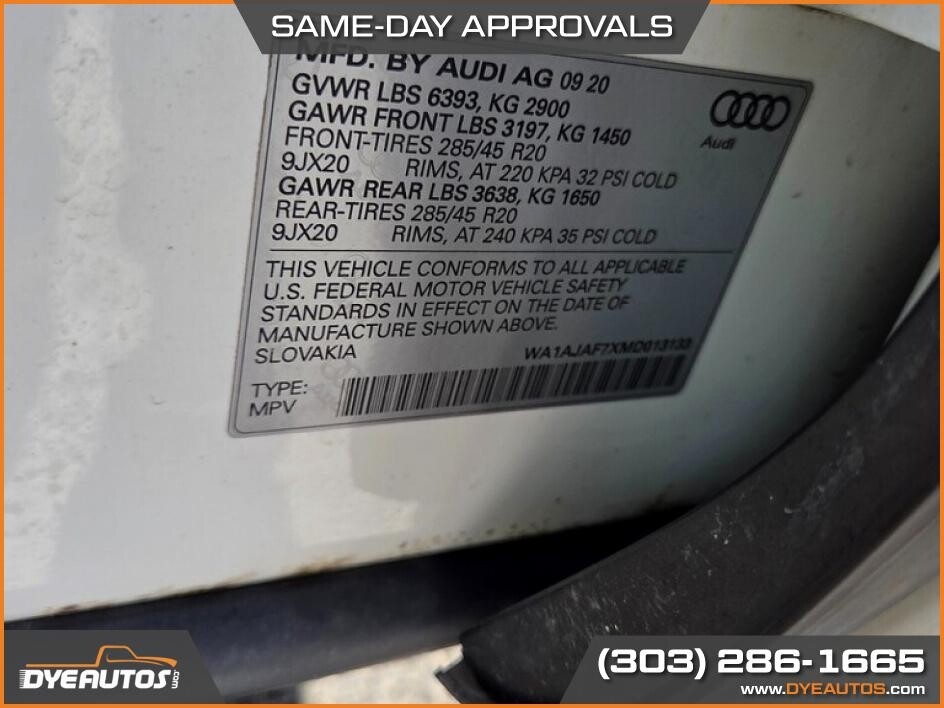 SAME-DAY APPROVALS
MFD. BY AUDI AG 09 20
GVWR LBS 6393, KG 2900
GAWR FRONT LBS 3197, KG 1450
FRONT-TIRES 285/45 R20
9JX20 RIMS, AT 220 KPA 32 PSI COLD
GAWR REAR LBS 3638, KG 1650
REAR-TIRES 285/45 R20
9JX20 RIMS, AT 240 KPA 35 PSI COLD
Audi
THIS VEHICLE CONFORMS TO ALL APPLICABLE
U.S. FEDERAL MOTOR VEHICLE SAFETY
STANDARDS IN EFFECT ON THE DATE OF
MANUFACTURE SHOWN ABOVE.
SLOVAKIA WA1AJAF7XMD013133
TYPE:
MPV
DYEAUTOS.com
(303) 286-1665
www.DYEAUTOS.com